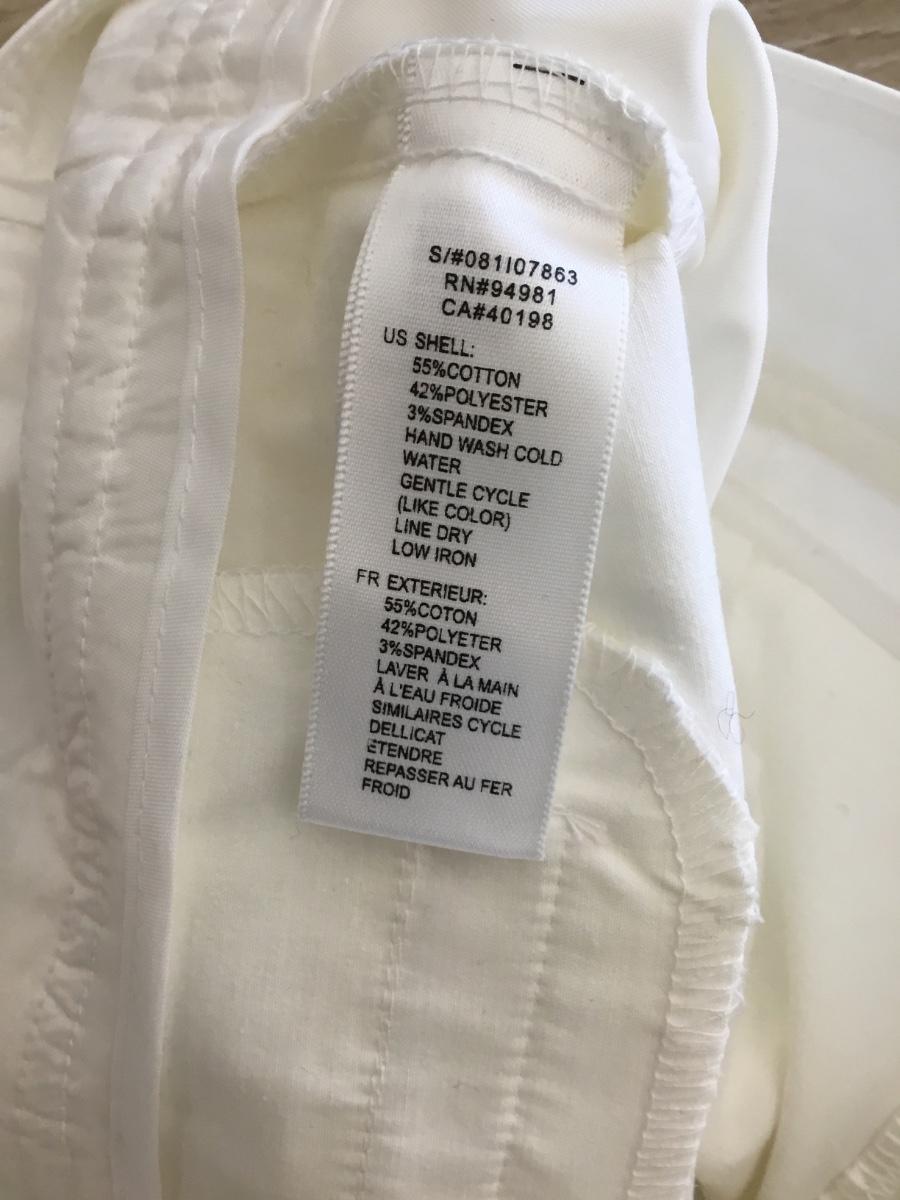 S/#081I07863
RN#94981
CA#40198
US SHELL:
55%COTTON
42%POLYESTER
3%SPANDEX
HAND WASH COLD
WATER
GENTLE CYCLE
(LIKE COLOR)
LINE DRY
LOW IRON
FR EXTERIEUR:
55%COTON
42%POLYETER
3%SPANDEX
LAVER À LA MAIN
À L'EAU FROIDE
SIMILAIRES CYCLE
DELLICAT
ÉTENDRE
REPASSER AU FER
FROID